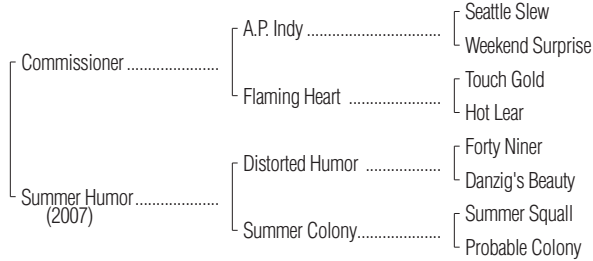 Seattle Slew
A.P. Indy ..............................
Weekend Surprise
Commissioner .....................
Touch Gold
Flaming Heart .....................
Hot Lear
Forty Niner
Distorted Humor .................
Danzig's Beauty
Summer Humor...................
(2007)
Summer Squall
Summer Colony...................
Probable Colony